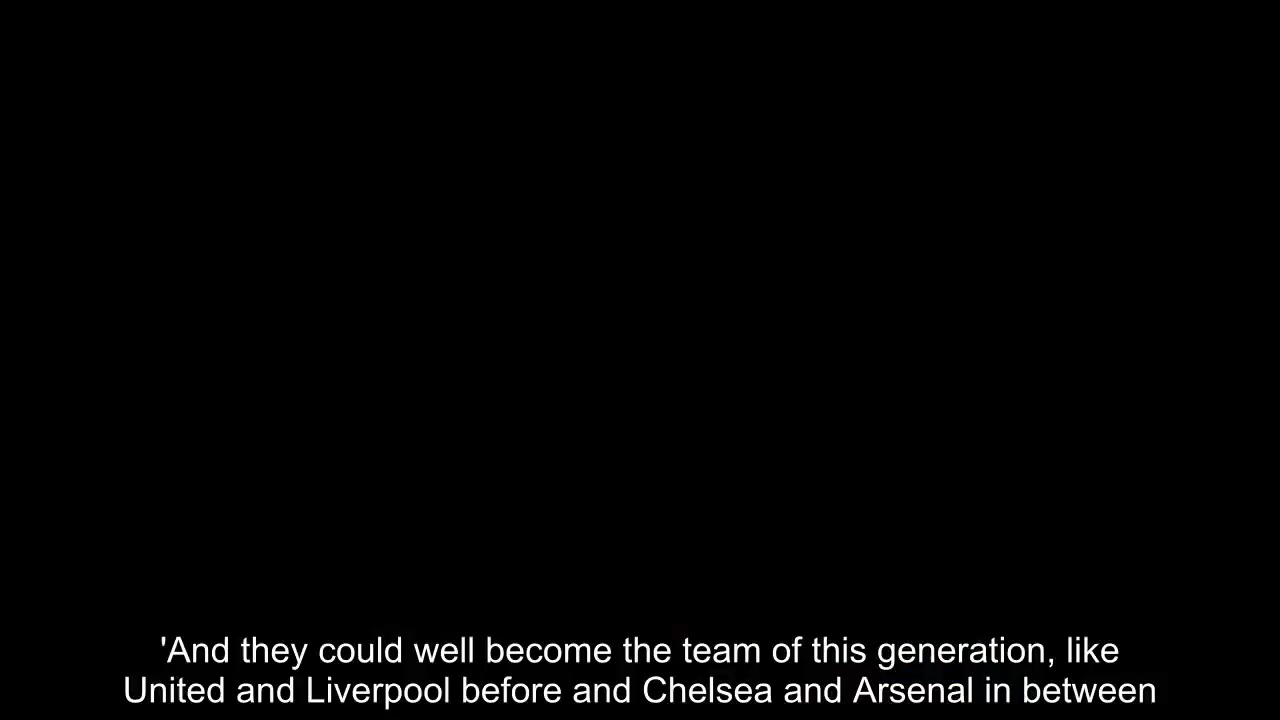 'And they could well become the team of this generation, like
United and Liverpool before and Chelsea and Arsenal in between